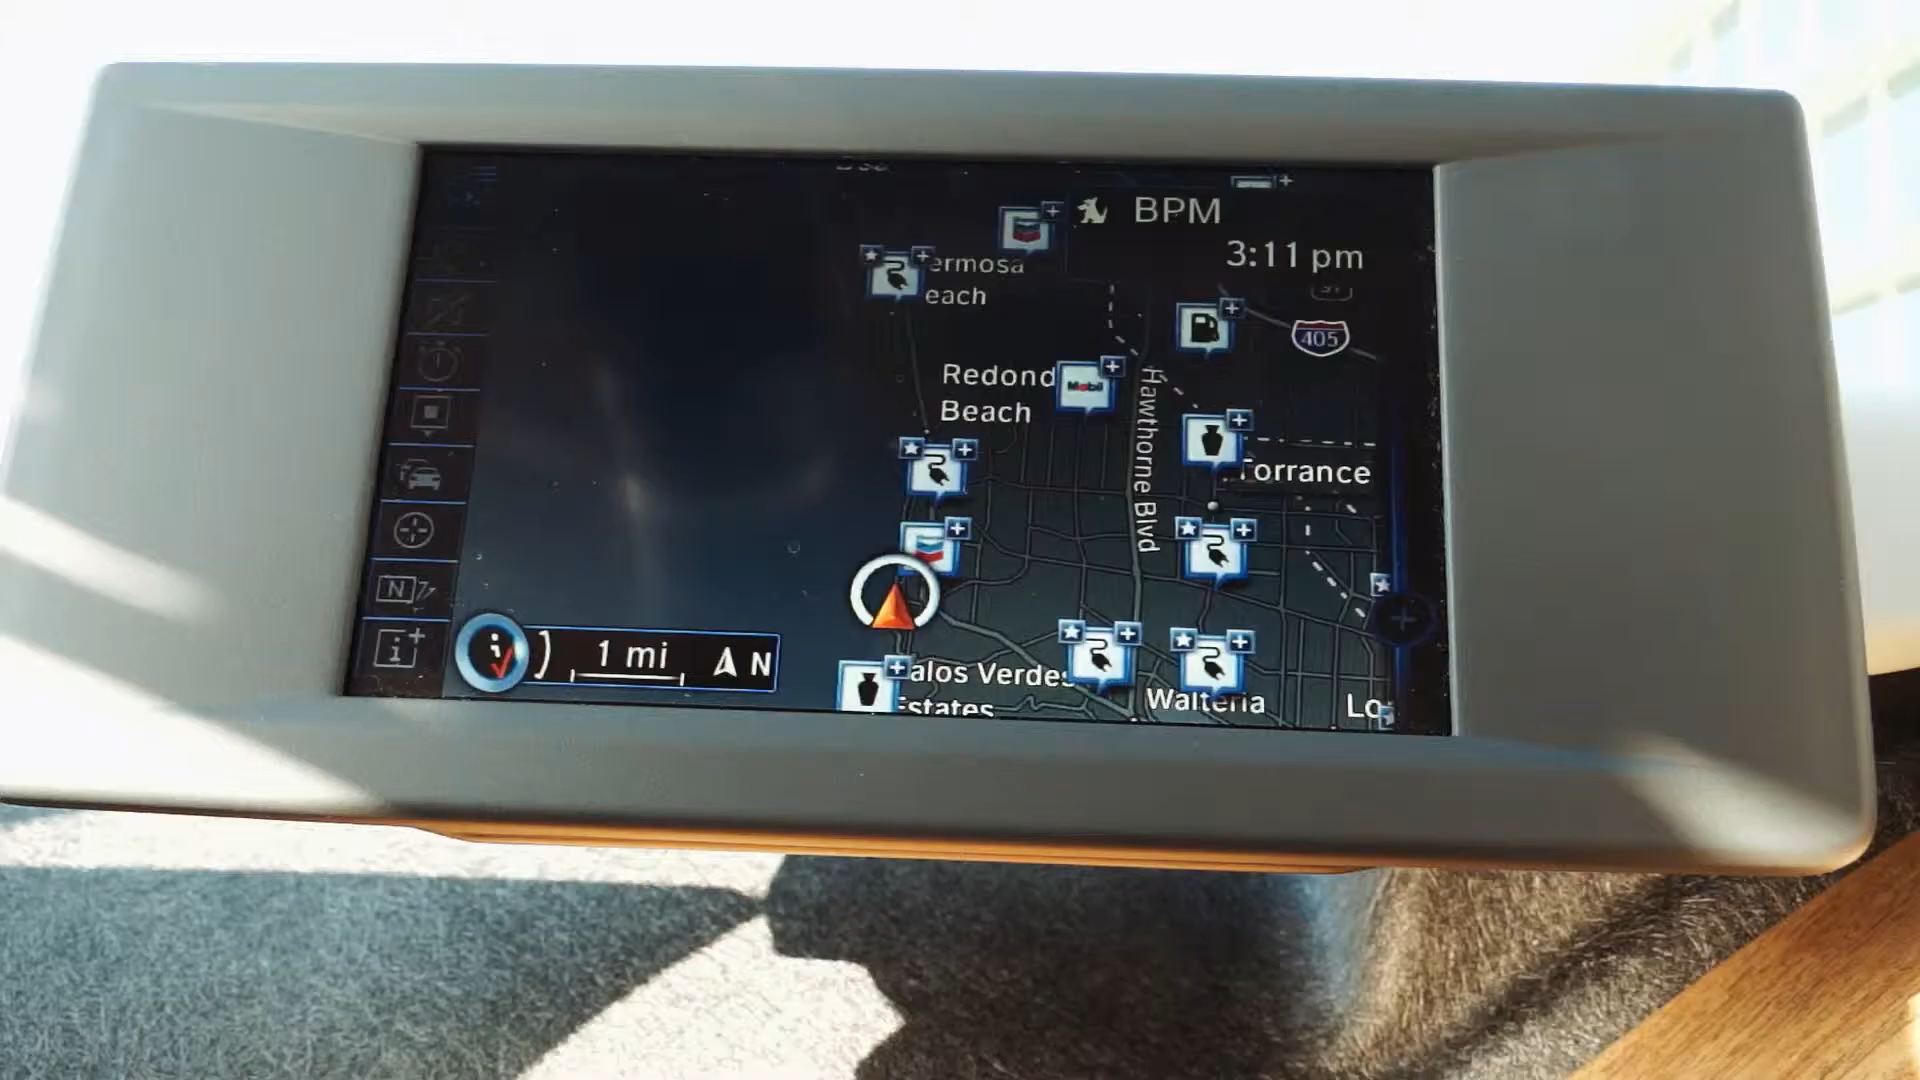 BPM
3:11 pm
ermosa
each
405
Redond
Beach
Mobil
Hawthorne Blvd
Torrance
1 mi
N
N
i
alos Verdes
Estates
Walteria
Lo